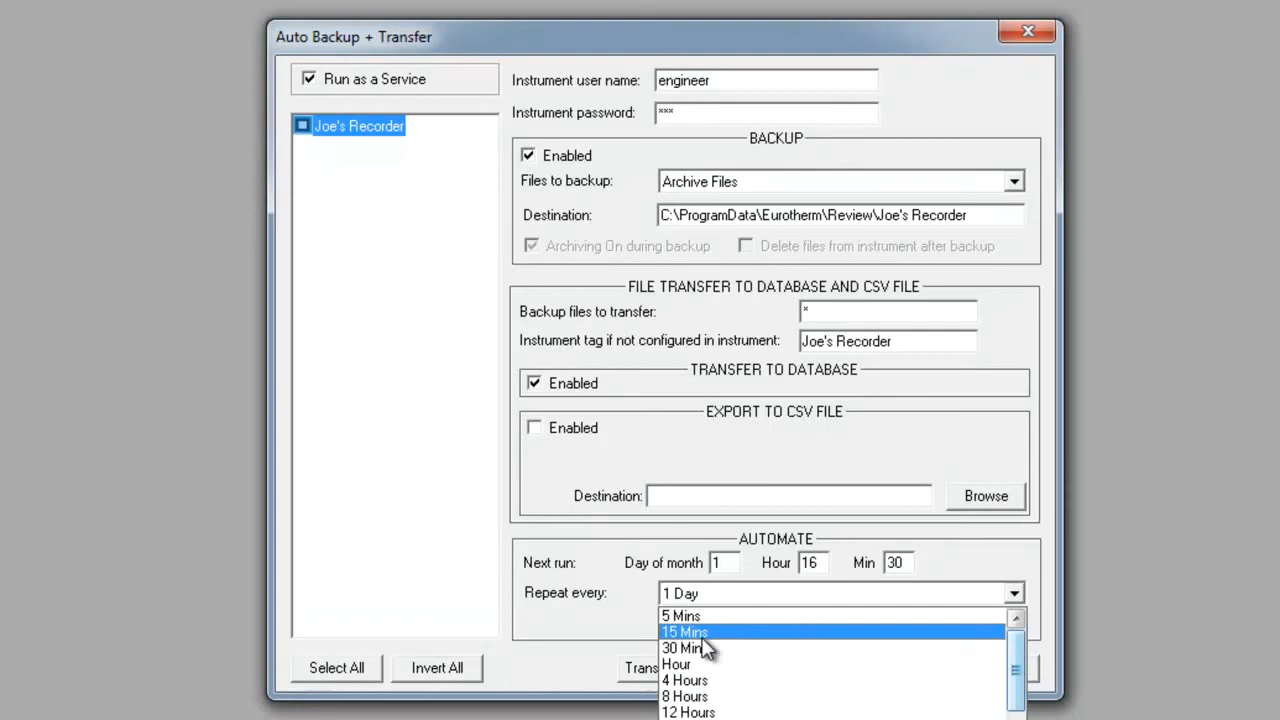 Auto Backup + Transfer
Run as a Service
Instrument user name: engineer
Joe's Recorder
Instrument password: ***
BACKUP
Enabled
Files to backup: Archive Files
Destination: C:\ProgramData\Eurotherm\Review\Joe's Recorder
Archiving On during backup Delete files from instrument after backup
FILE TRANSFER TO DATABASE AND CSV FILE
Backup files to transfer: *
Instrument tag if not configured in instrument: Joe's Recorder
TRANSFER TO DATABASE
Enabled
EXPORT TO CSV FILE
Enabled
Destination: Browse
AUTOMATE
Next run: Day of month 1 Hour 16 Min 30
Repeat every: 1 Day
5 Mins
15 Mins
30 Min
Hour
Select All Invert All Trans
4 Hours
8 Hours
12 Hours